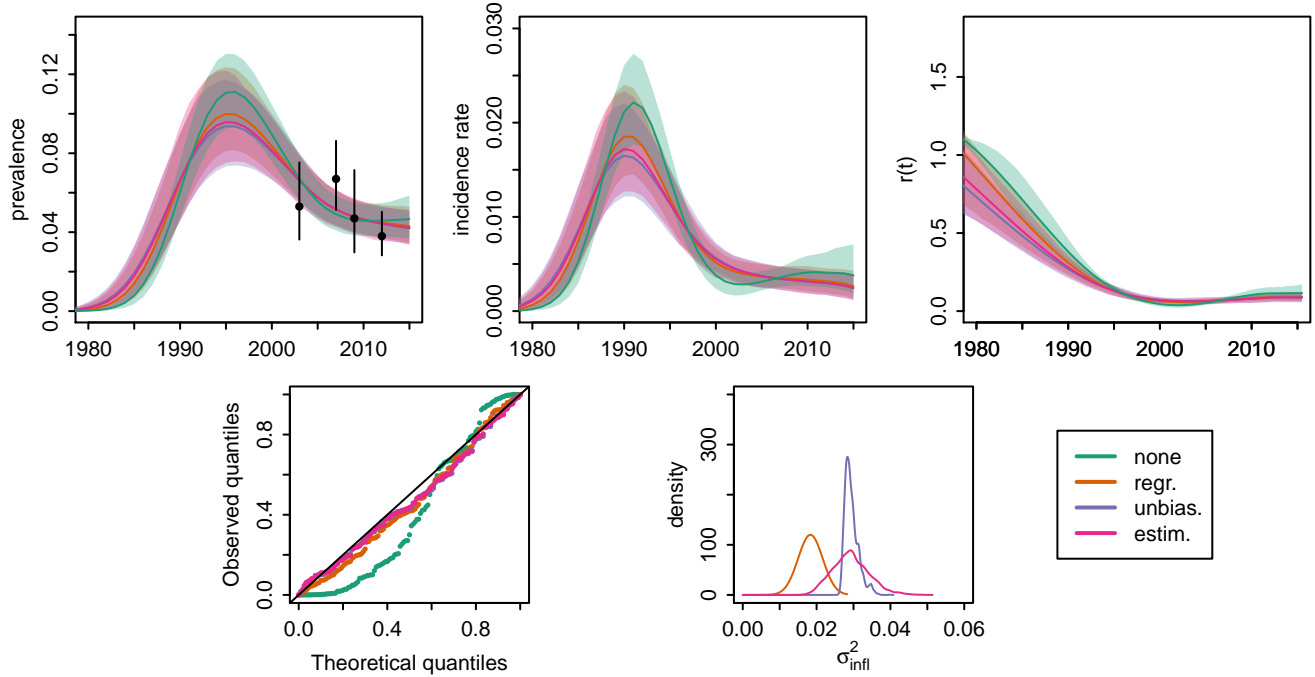 prevalence
0.00
0.04
0.08
0.12
1980 1990 2000 2010
incidence rate
0.000
0.010
0.020
0.030
1980 1990 2000 2010
r(t)
0.0
0.5
1.0
1.5
1980 1990 2000 2010
Observed quantiles
0.0
0.4
0.8
0.0 0.4 0.8
Theoretical quantiles
density
0
100
300
0.00 0.02 0.04 0.06
σ²infl
none
regr.
unbias.
estim.